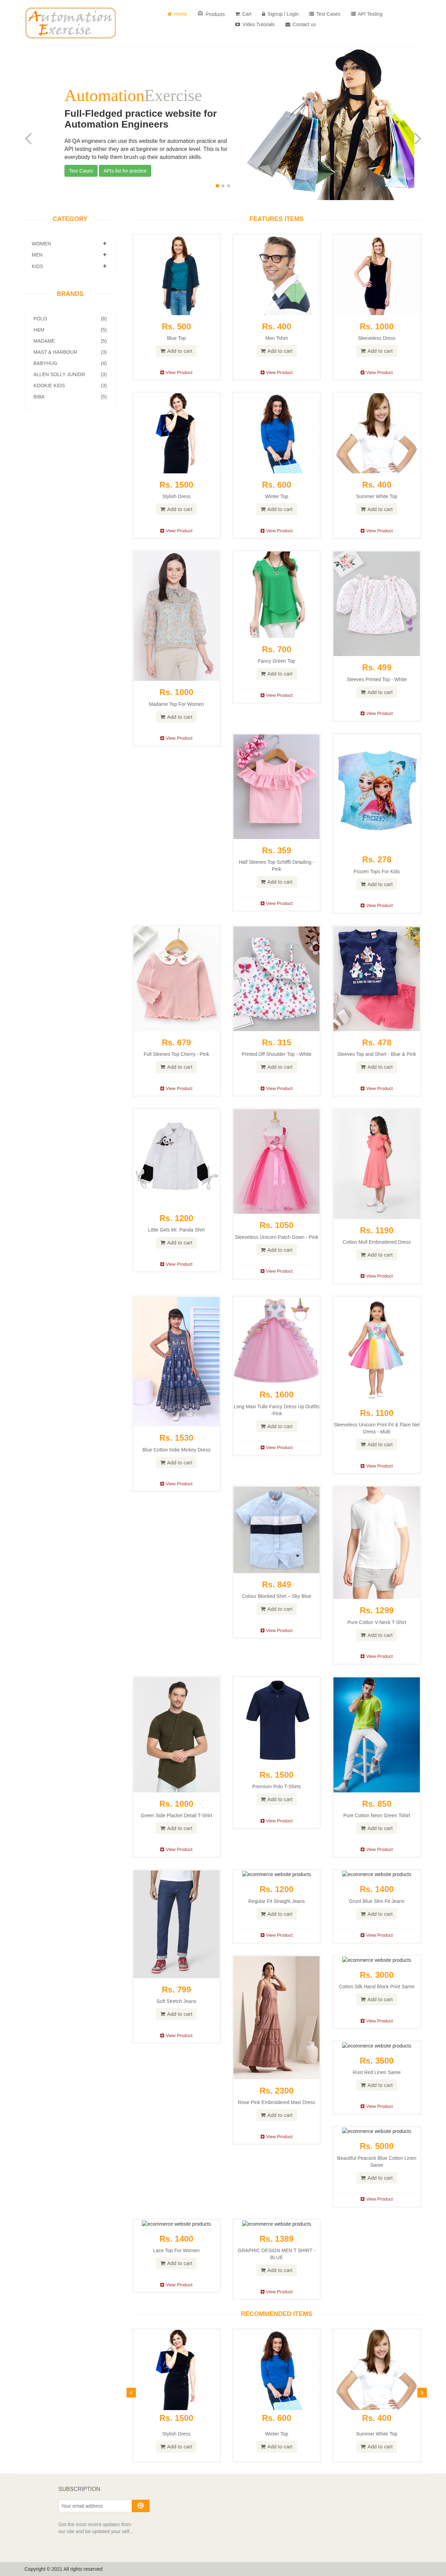 Automation
Exercise
Home
Products
Cart
Signup / Login
Test Cases
API Testing
Video Tutorials
Contact us
AutomationExercise
Full-Fledged practice website for
Automation Engineers
All QA engineers can use this website for automation practice and
API testing either they are at beginner or advance level. This is for
everybody to help them brush up their automation skills.
Test Cases
APIs list for practice
CATEGORY
WOMEN
MEN
KIDS
BRANDS
POLO (6)
H&M (5)
MADAME (5)
MAST & HARBOUR (3)
BABYHUG (4)
ALLEN SOLLY JUNIOR (3)
KOOKIE KIDS (3)
BIBA (5)
FEATURES ITEMS
Rs. 500
Blue Top
Add to cart
View Product
Rs. 400
Men Tshirt
Add to cart
View Product
Rs. 1000
Sleeveless Dress
Add to cart
View Product
Rs. 1500
Stylish Dress
Add to cart
View Product
Rs. 600
Winter Top
Add to cart
View Product
Rs. 400
Summer White Top
Add to cart
View Product
Rs. 1000
Madame Top For Women
Add to cart
View Product
Rs. 700
Fancy Green Top
Add to cart
View Product
Rs. 499
Sleeves Printed Top - White
Add to cart
View Product
Rs. 359
Half Sleeves Top Schiffli Detailing -
Pink
Add to cart
View Product
FROZEN
Rs. 278
Frozen Tops For Kids
Add to cart
View Product
Rs. 679
Full Sleeves Top Cherry - Pink
Add to cart
View Product
Rs. 315
Printed Off Shoulder Top - White
Add to cart
View Product
Rs. 478
Sleeves Top and Short - Blue & Pink
Add to cart
View Product
Rs. 1200
Little Girls Mr. Panda Shirt
Add to cart
View Product
Rs. 1050
Sleeveless Unicorn Patch Gown - Pink
Add to cart
View Product
Rs. 1190
Cotton Mull Embroidered Dress
Add to cart
View Product
Rs. 1530
Blue Cotton Indie Mickey Dress
Add to cart
View Product
Rs. 1600
Long Maxi Tulle Fancy Dress Up Outfits
-Pink
Add to cart
View Product
Rs. 1100
Sleeveless Unicorn Print Fit & Flare Net
Dress - Multi
Add to cart
View Product
Rs. 849
Colour Blocked Shirt – Sky Blue
Add to cart
View Product
Rs. 1299
Pure Cotton V-Neck T-Shirt
Add to cart
View Product
Rs. 1000
Green Side Placket Detail T-Shirt
Add to cart
View Product
Rs. 1500
Premium Polo T-Shirts
Add to cart
View Product
Rs. 850
Pure Cotton Neon Green Tshirt
Add to cart
View Product
Rs. 799
Soft Stretch Jeans
Add to cart
View Product
ecommerce website products
Rs. 1200
Regular Fit Straight Jeans
Add to cart
View Product
ecommerce website products
Rs. 1400
Grunt Blue Slim Fit Jeans
Add to cart
View Product
Rs. 2300
Rose Pink Embroidered Maxi Dress
Add to cart
View Product
ecommerce website products
Rs. 3000
Cotton Silk Hand Block Print Saree
Add to cart
View Product
ecommerce website products
Rs. 3500
Rust Red Linen Saree
Add to cart
View Product
ecommerce website products
Rs. 5000
Beautiful Peacock Blue Cotton Linen
Saree
Add to cart
View Product
ecommerce website products
Rs. 1400
Lace Top For Women
Add to cart
View Product
ecommerce website products
Rs. 1389
GRAPHIC DESIGN MEN T SHIRT -
BLUE
Add to cart
View Product
RECOMMENDED ITEMS
Rs. 1500
Stylish Dress
Add to cart
Rs. 600
Winter Top
Add to cart
Rs. 400
Summer White Top
Add to cart
SUBSCRIPTION
Your email address
Get the most recent updates from
our site and be updated your self...
Copyright © 2021 All rights reserved